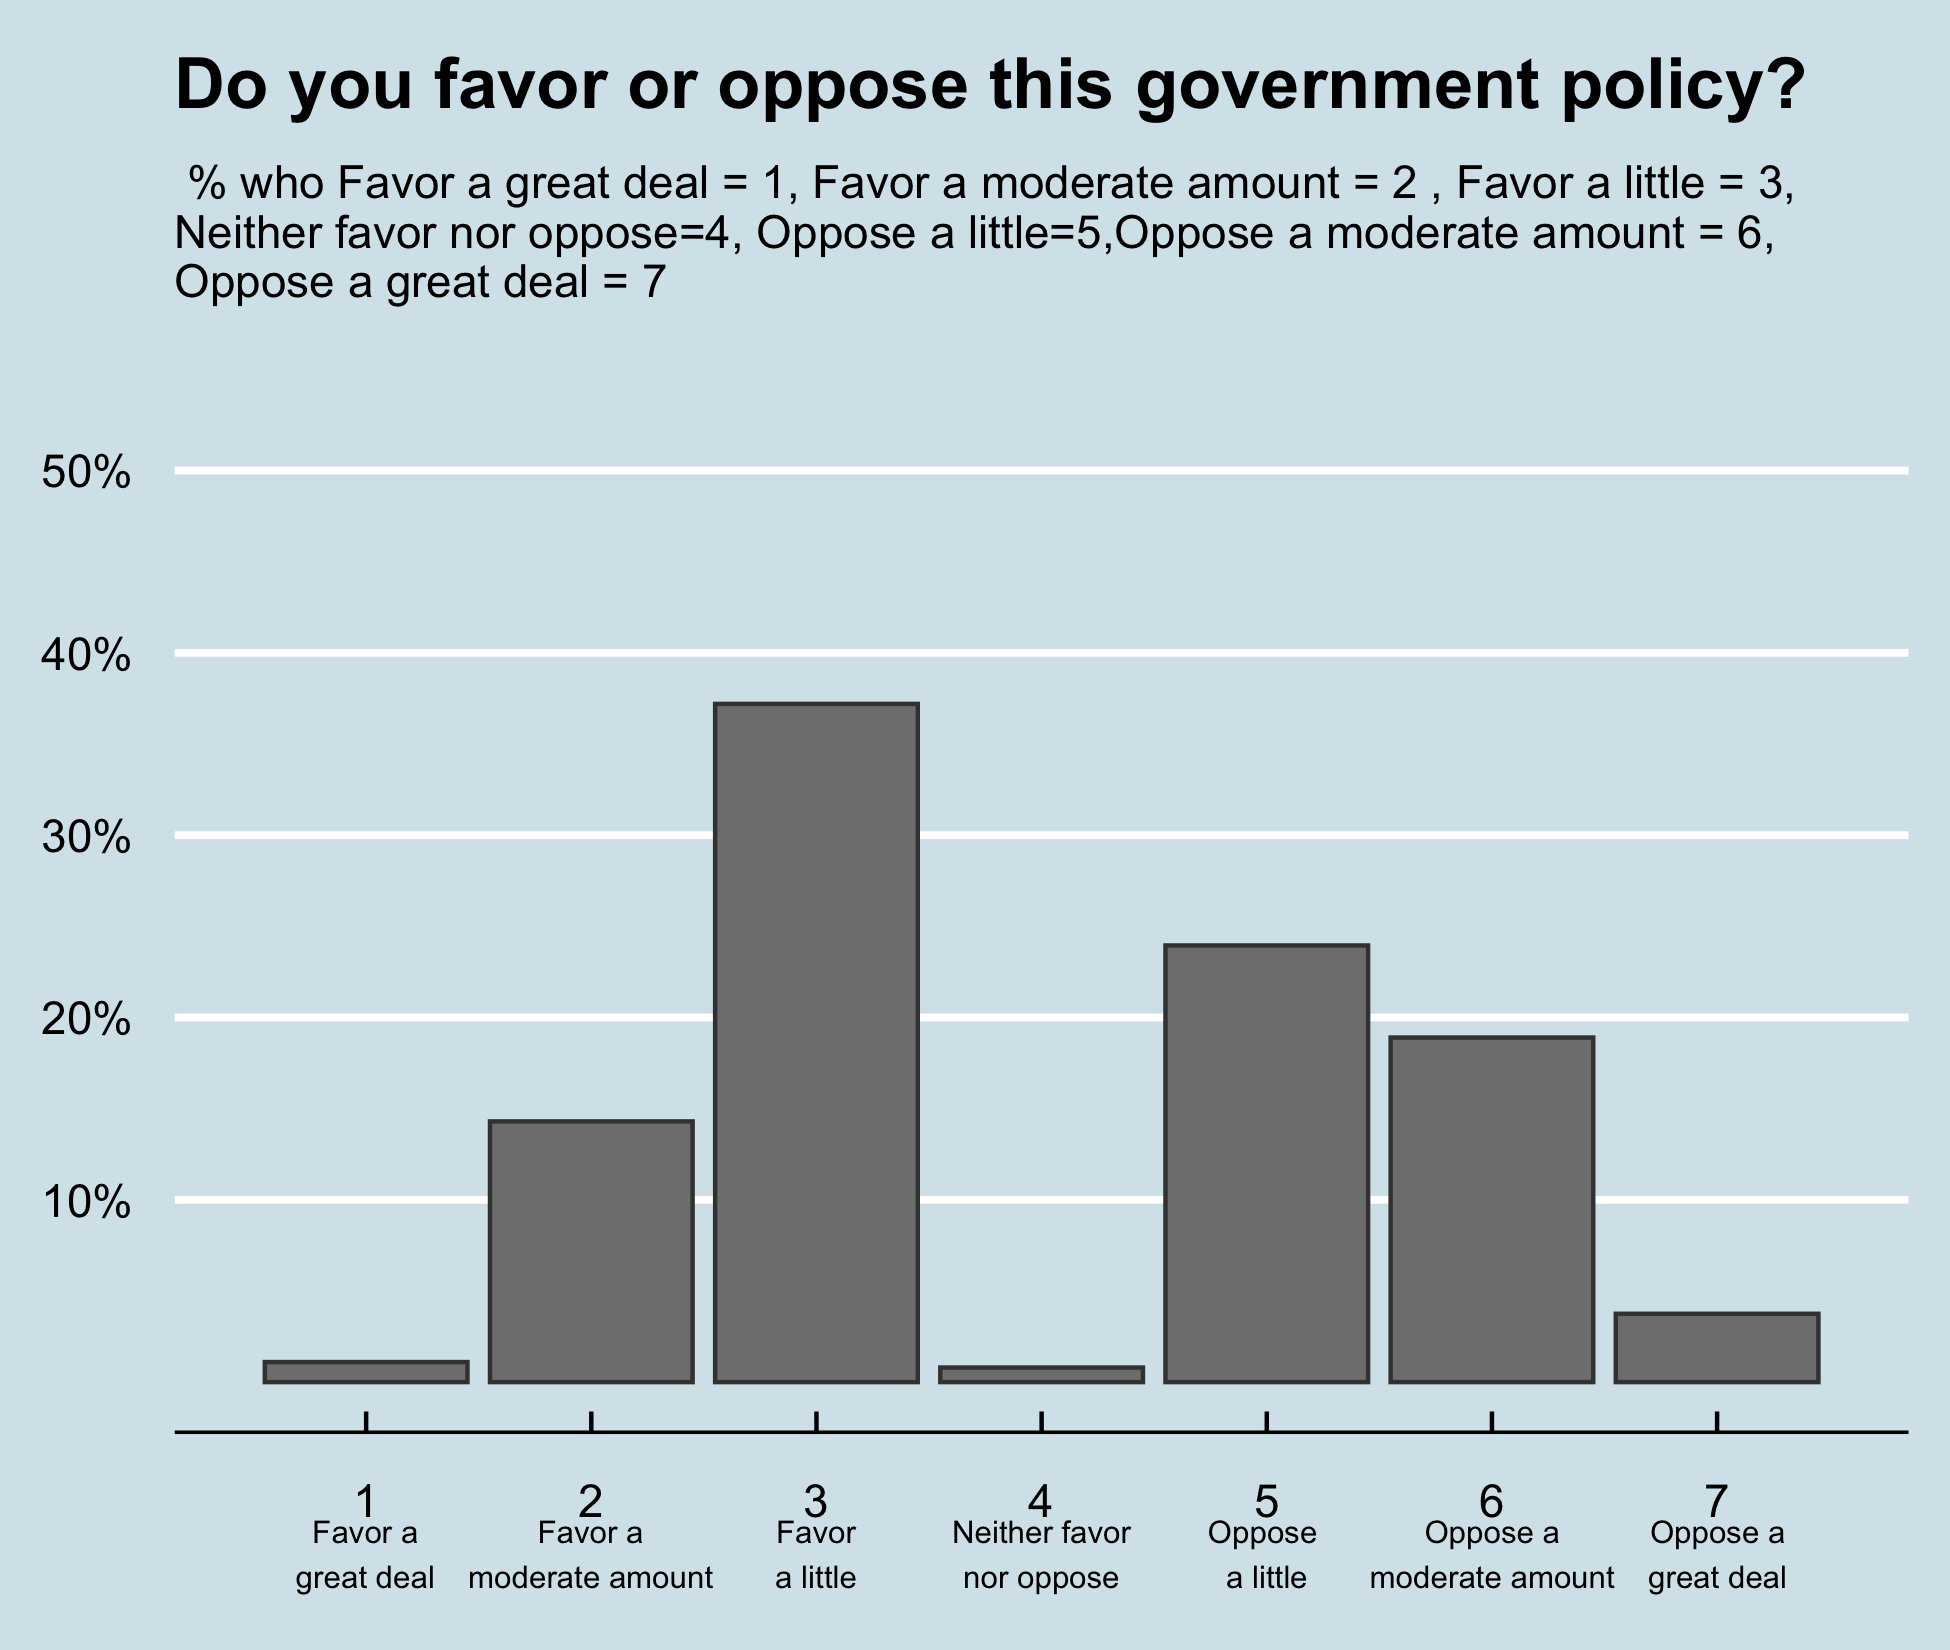 Do you favor or oppose this government policy?
% who Favor a great deal = 1, Favor a moderate amount = 2 , Favor a little = 3,
Neither favor nor oppose=4, Oppose a little=5,Oppose a moderate amount = 6,
Oppose a great deal = 7
50%
40%
30%
20%
10%
1 2 3 4 5 6 7
Favor a Favor a Favor Neither favor Oppose Oppose a Oppose a
great deal moderate amount a little nor oppose a little moderate amount great deal